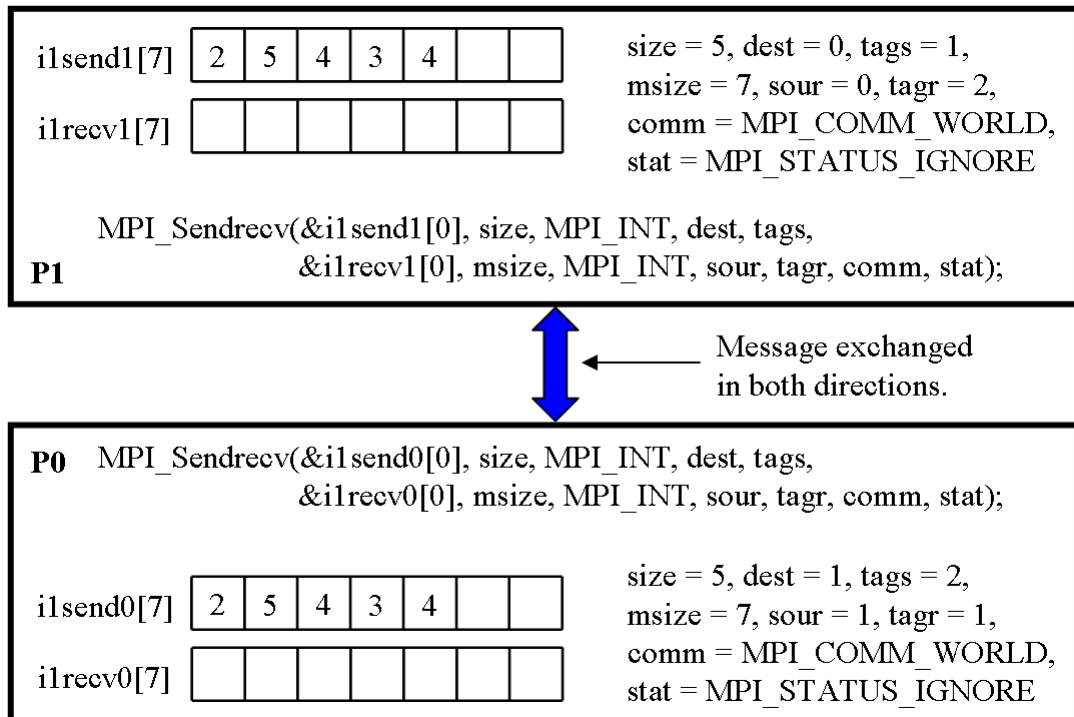 i1send1[7] 2 5 4 3 4
i1recv1[7]
size = 5, dest = 0, tags = 1,
msize = 7, sour = 0, tagr = 2,
comm = MPI_COMM_WORLD,
stat = MPI_STATUS_IGNORE
MPI_Sendrecv(&i1send1[0], size, MPI_INT, dest, tags,
&i1recv1[0], msize, MPI_INT, sour, tagr, comm, stat);
P1
Message exchanged
in both directions.
P0 MPI_Sendrecv(&i1send0[0], size, MPI_INT, dest, tags,
&i1recv0[0], msize, MPI_INT, sour, tagr, comm, stat);
i1send0[7] 2 5 4 3 4
i1recv0[7]
size = 5, dest = 1, tags = 2,
msize = 7, sour = 1, tagr = 1,
comm = MPI_COMM_WORLD,
stat = MPI_STATUS_IGNORE